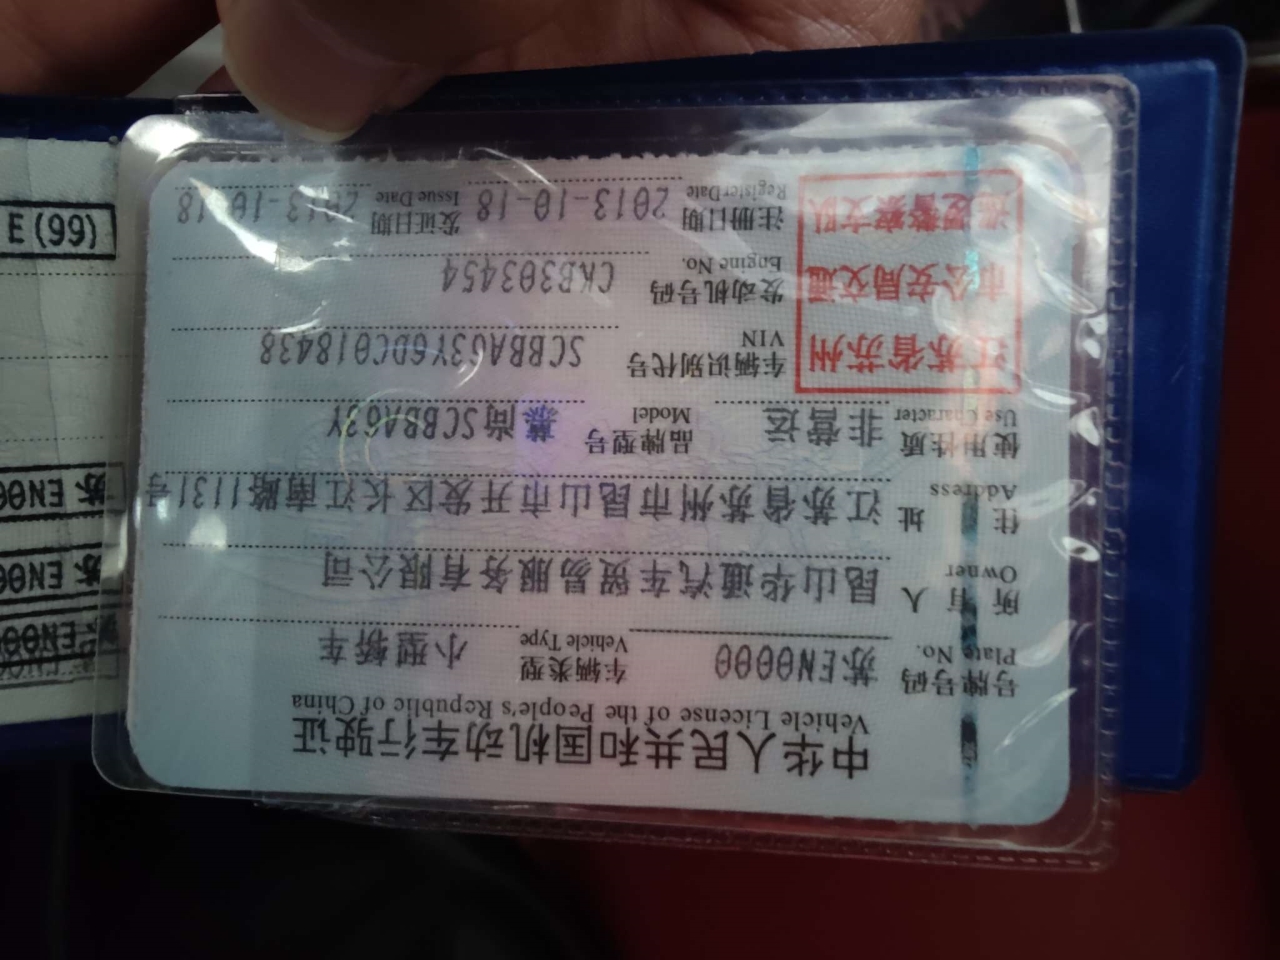 中华人民共和国机动车行驶证
Vehicle License of the People's Republic of China
号牌号码 苏EN0000 车辆类型 小型轿车
Plate No. Vehicle Type
所有人 昆山华通汽车贸易服务有限公司
Owner
住址 江苏省苏州市昆山市开发区长江南路1131号
Address
使用性质 非营运 品牌型号 慕尚SCBBAG3Y
Use Character Model
江苏省苏州
市公安局交通
巡逻警察支队
车辆识别代号 SCBBAG3Y6DC018438
VIN
发动机号码 CKB303454
Engine No.
注册日期 2013-10-18 发证日期 2013-10-18
Register Date Issue Date
苏EN00
苏EN00
E(99)